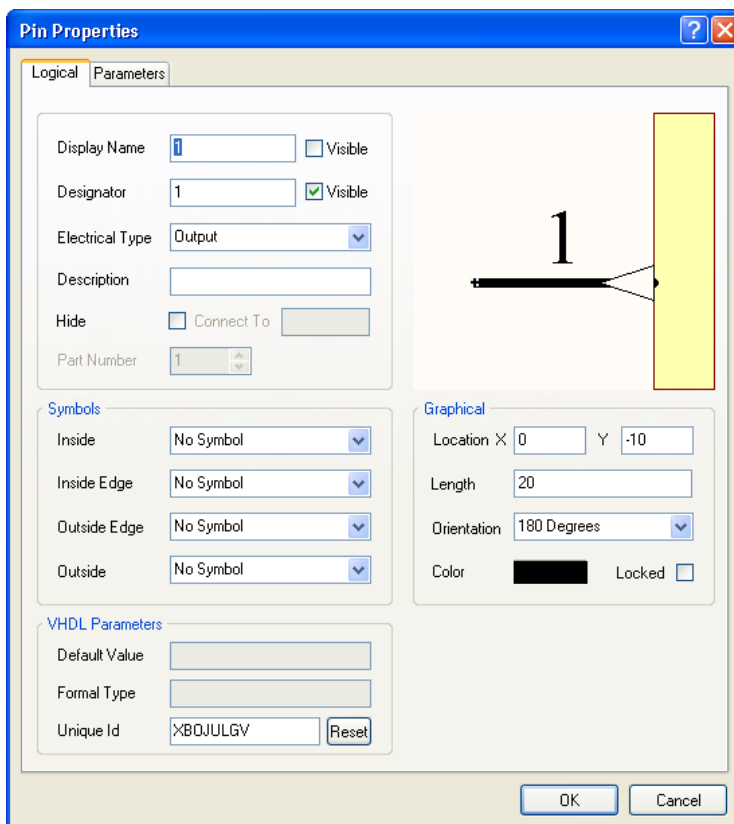 Pin Properties
Logical Parameters
Display Name 1 Visible
Designator 1 Visible
Electrical Type Output
Description
Hide Connect To
Part Number 1
1
Symbols
Inside No Symbol
Inside Edge No Symbol
Outside Edge No Symbol
Outside No Symbol
Graphical
Location X 0 Y -10
Length 20
Orientation 180 Degrees
Color Locked
VHDL Parameters
Default Value
Formal Type
Unique Id XBOJULGV Reset
OK Cancel